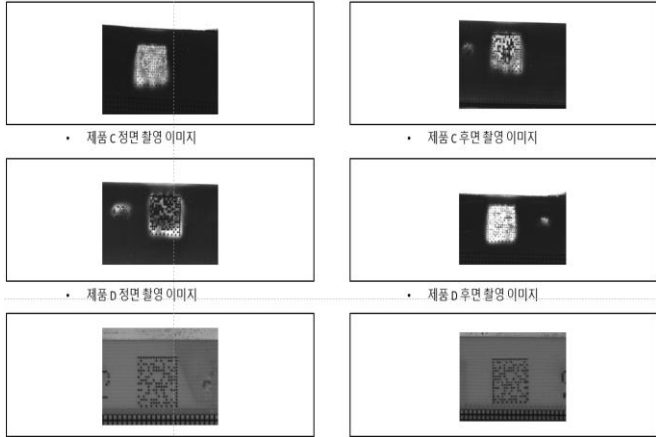 • 제품 C 정면 촬영 이미지
• 제품 C 후면 촬영 이미지
• 제품 D 정면 촬영 이미지
• 제품 D 후면 촬영 이미지